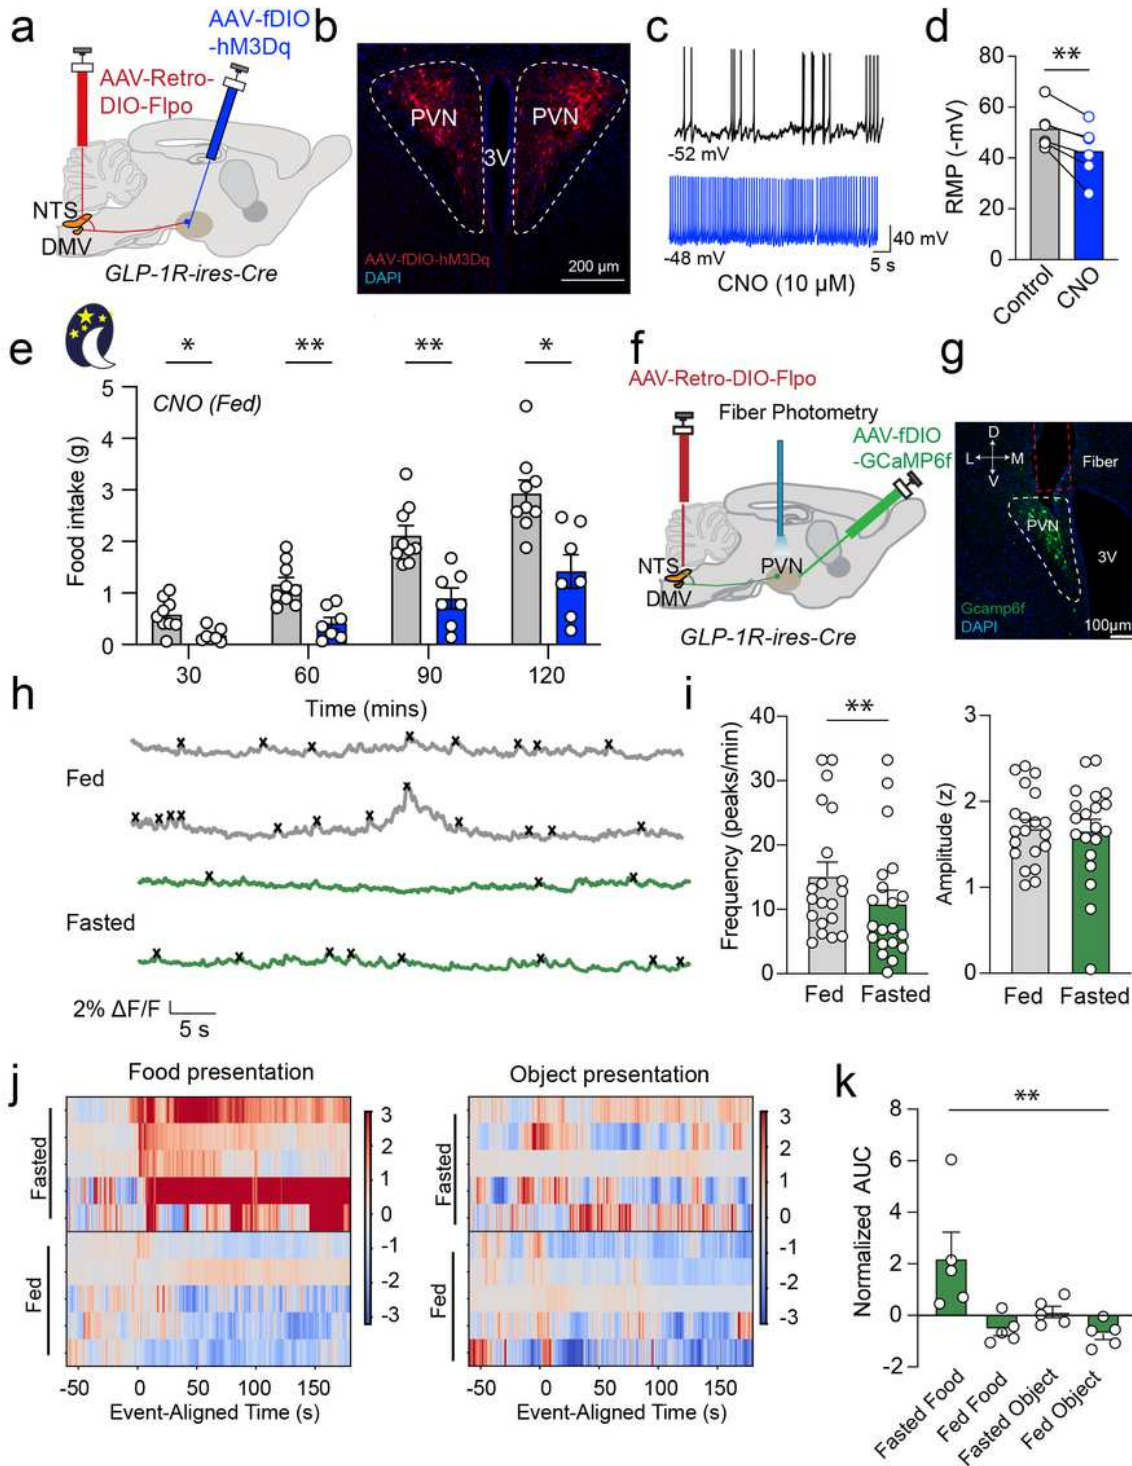 a
AAV-fDIO
-hM3Dq
AAV-Retro-
DIO-Flpo
NTS
DMV
GLP-1R-ires-Cre
b
PVN
PVN
3V
AAV-fDIO-hM3Dq
DAPI
200 µm
c
-52 mV
-48 mV
40 mV
5 s
CNO (10 µM)
d
**
RMP (-mV)
80
60
40
20
0
Control
CNO
e
*
**
**
*
CNO (Fed)
Food intake (g)
5
4
3
2
1
0
30
60
90
120
Time (mins)
f
AAV-Retro-DIO-Flpo
Fiber Photometry
AAV-fDIO
-GCaMP6f
NTS
DMV
PVN
GLP-1R-ires-Cre
g
D
L
M
V
Fiber
PVN
3V
Gcamp6f
DAPI
100µm
h
x x x x x x x x
Fed
x x x x x x x x x x x x
x x x
Fasted
x x x x x x x x
2% ΔF/F
5 s
i
**
Frequency (peaks/min)
40
30
20
10
0
Fed
Fasted
Amplitude (z)
3
2
1
0
Fed
Fasted
j
Food presentation
Fasted
Fed
3
2
1
0
-1
-2
-3
-50
0
50
100
150
Event-Aligned Time (s)
Object presentation
Fasted
Fed
3
2
1
0
-1
-2
-3
-50
0
50
100
150
Event-Aligned Time (s)
k
**
Normalized AUC
8
6
4
2
0
-2
Fasted Food
Fed Food
Fasted Object
Fed Object